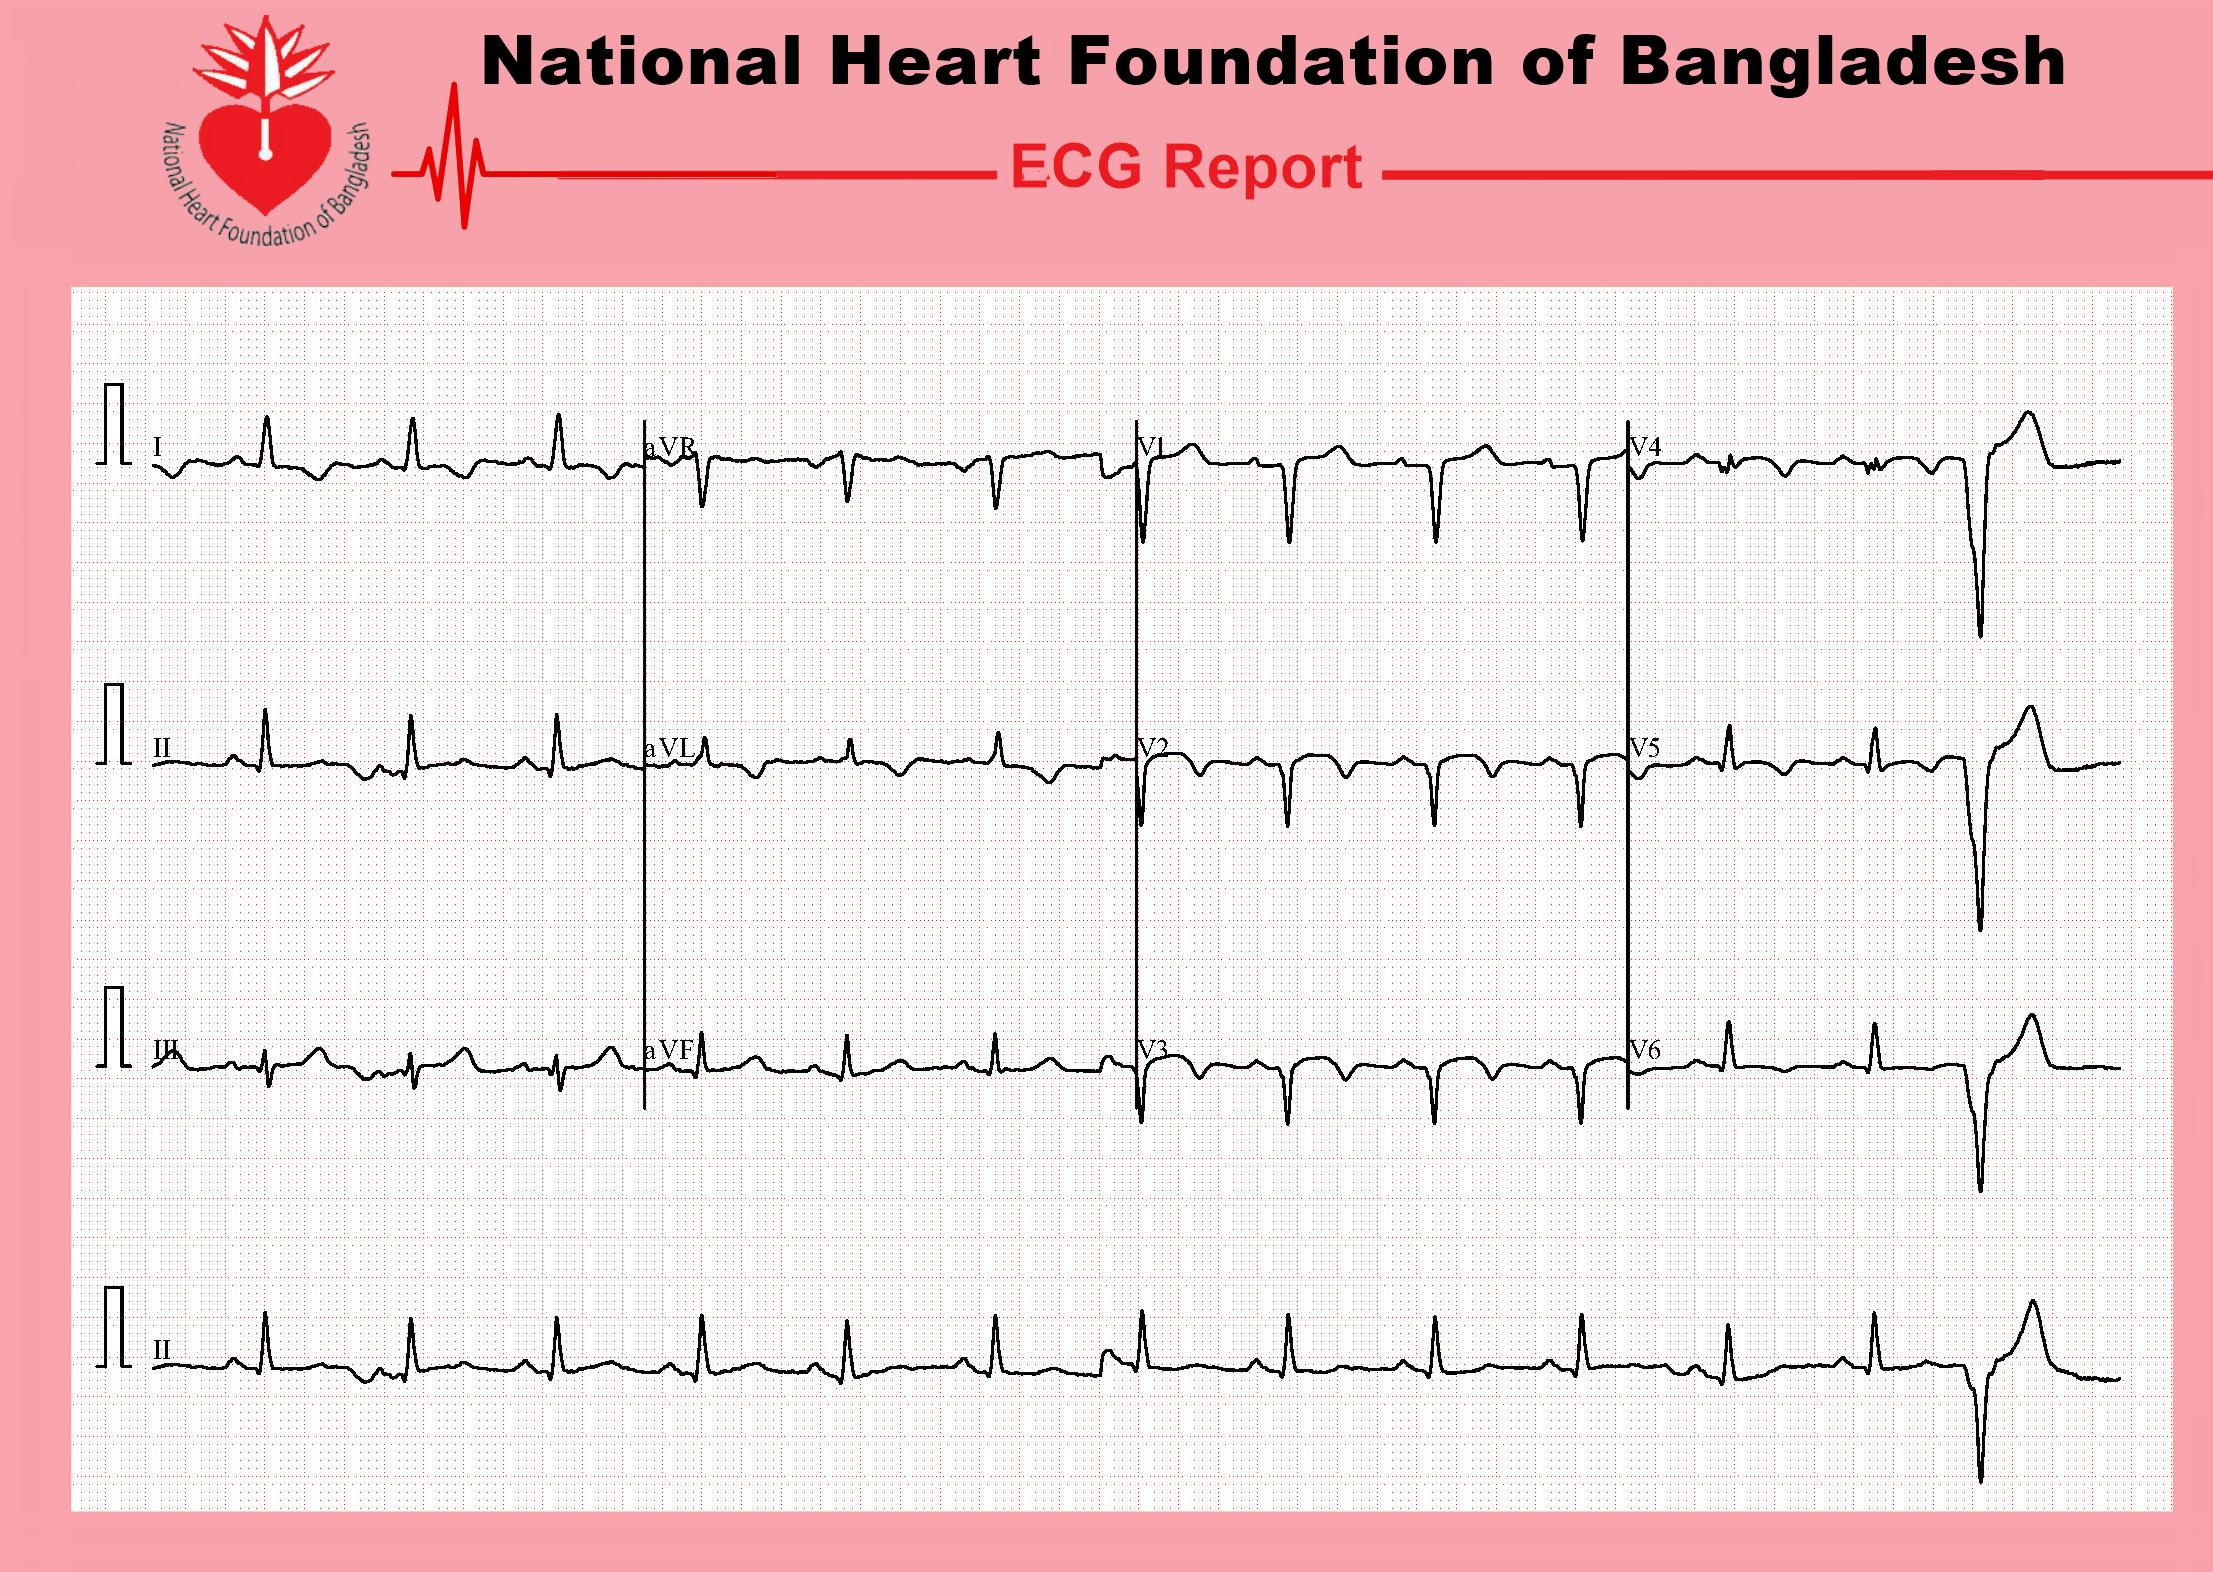 National Heart Foundation of Bangladesh
National Heart Foundation of Bangladesh
ECG Report
I
aVR
V1
V4
II
aVL
V2
V5
III
aVF
V3
V6
II